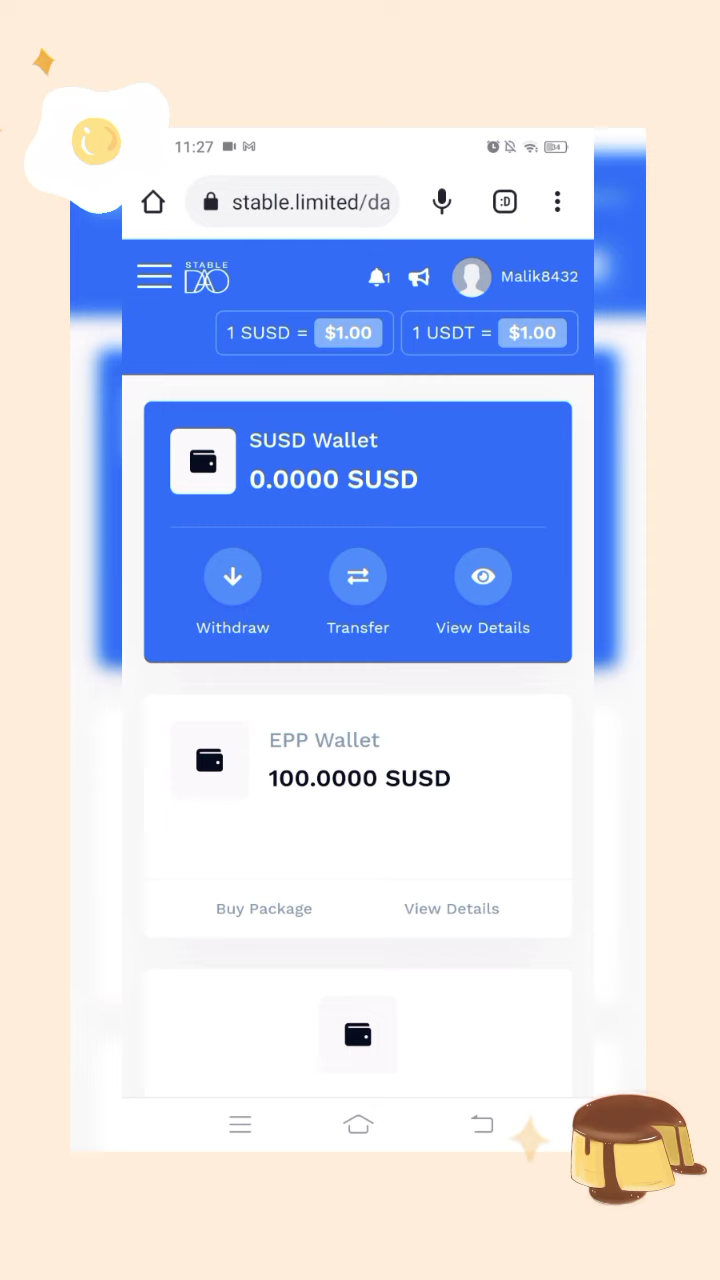 11:27
34
stable.limited/da
:D
STABLE
DAO
1
Malik8432
1 SUSD = $1.00
1 USDT = $1.00
SUSD Wallet
0.0000 SUSD
Withdraw
Transfer
View Details
EPP Wallet
100.0000 SUSD
Buy Package
View Details